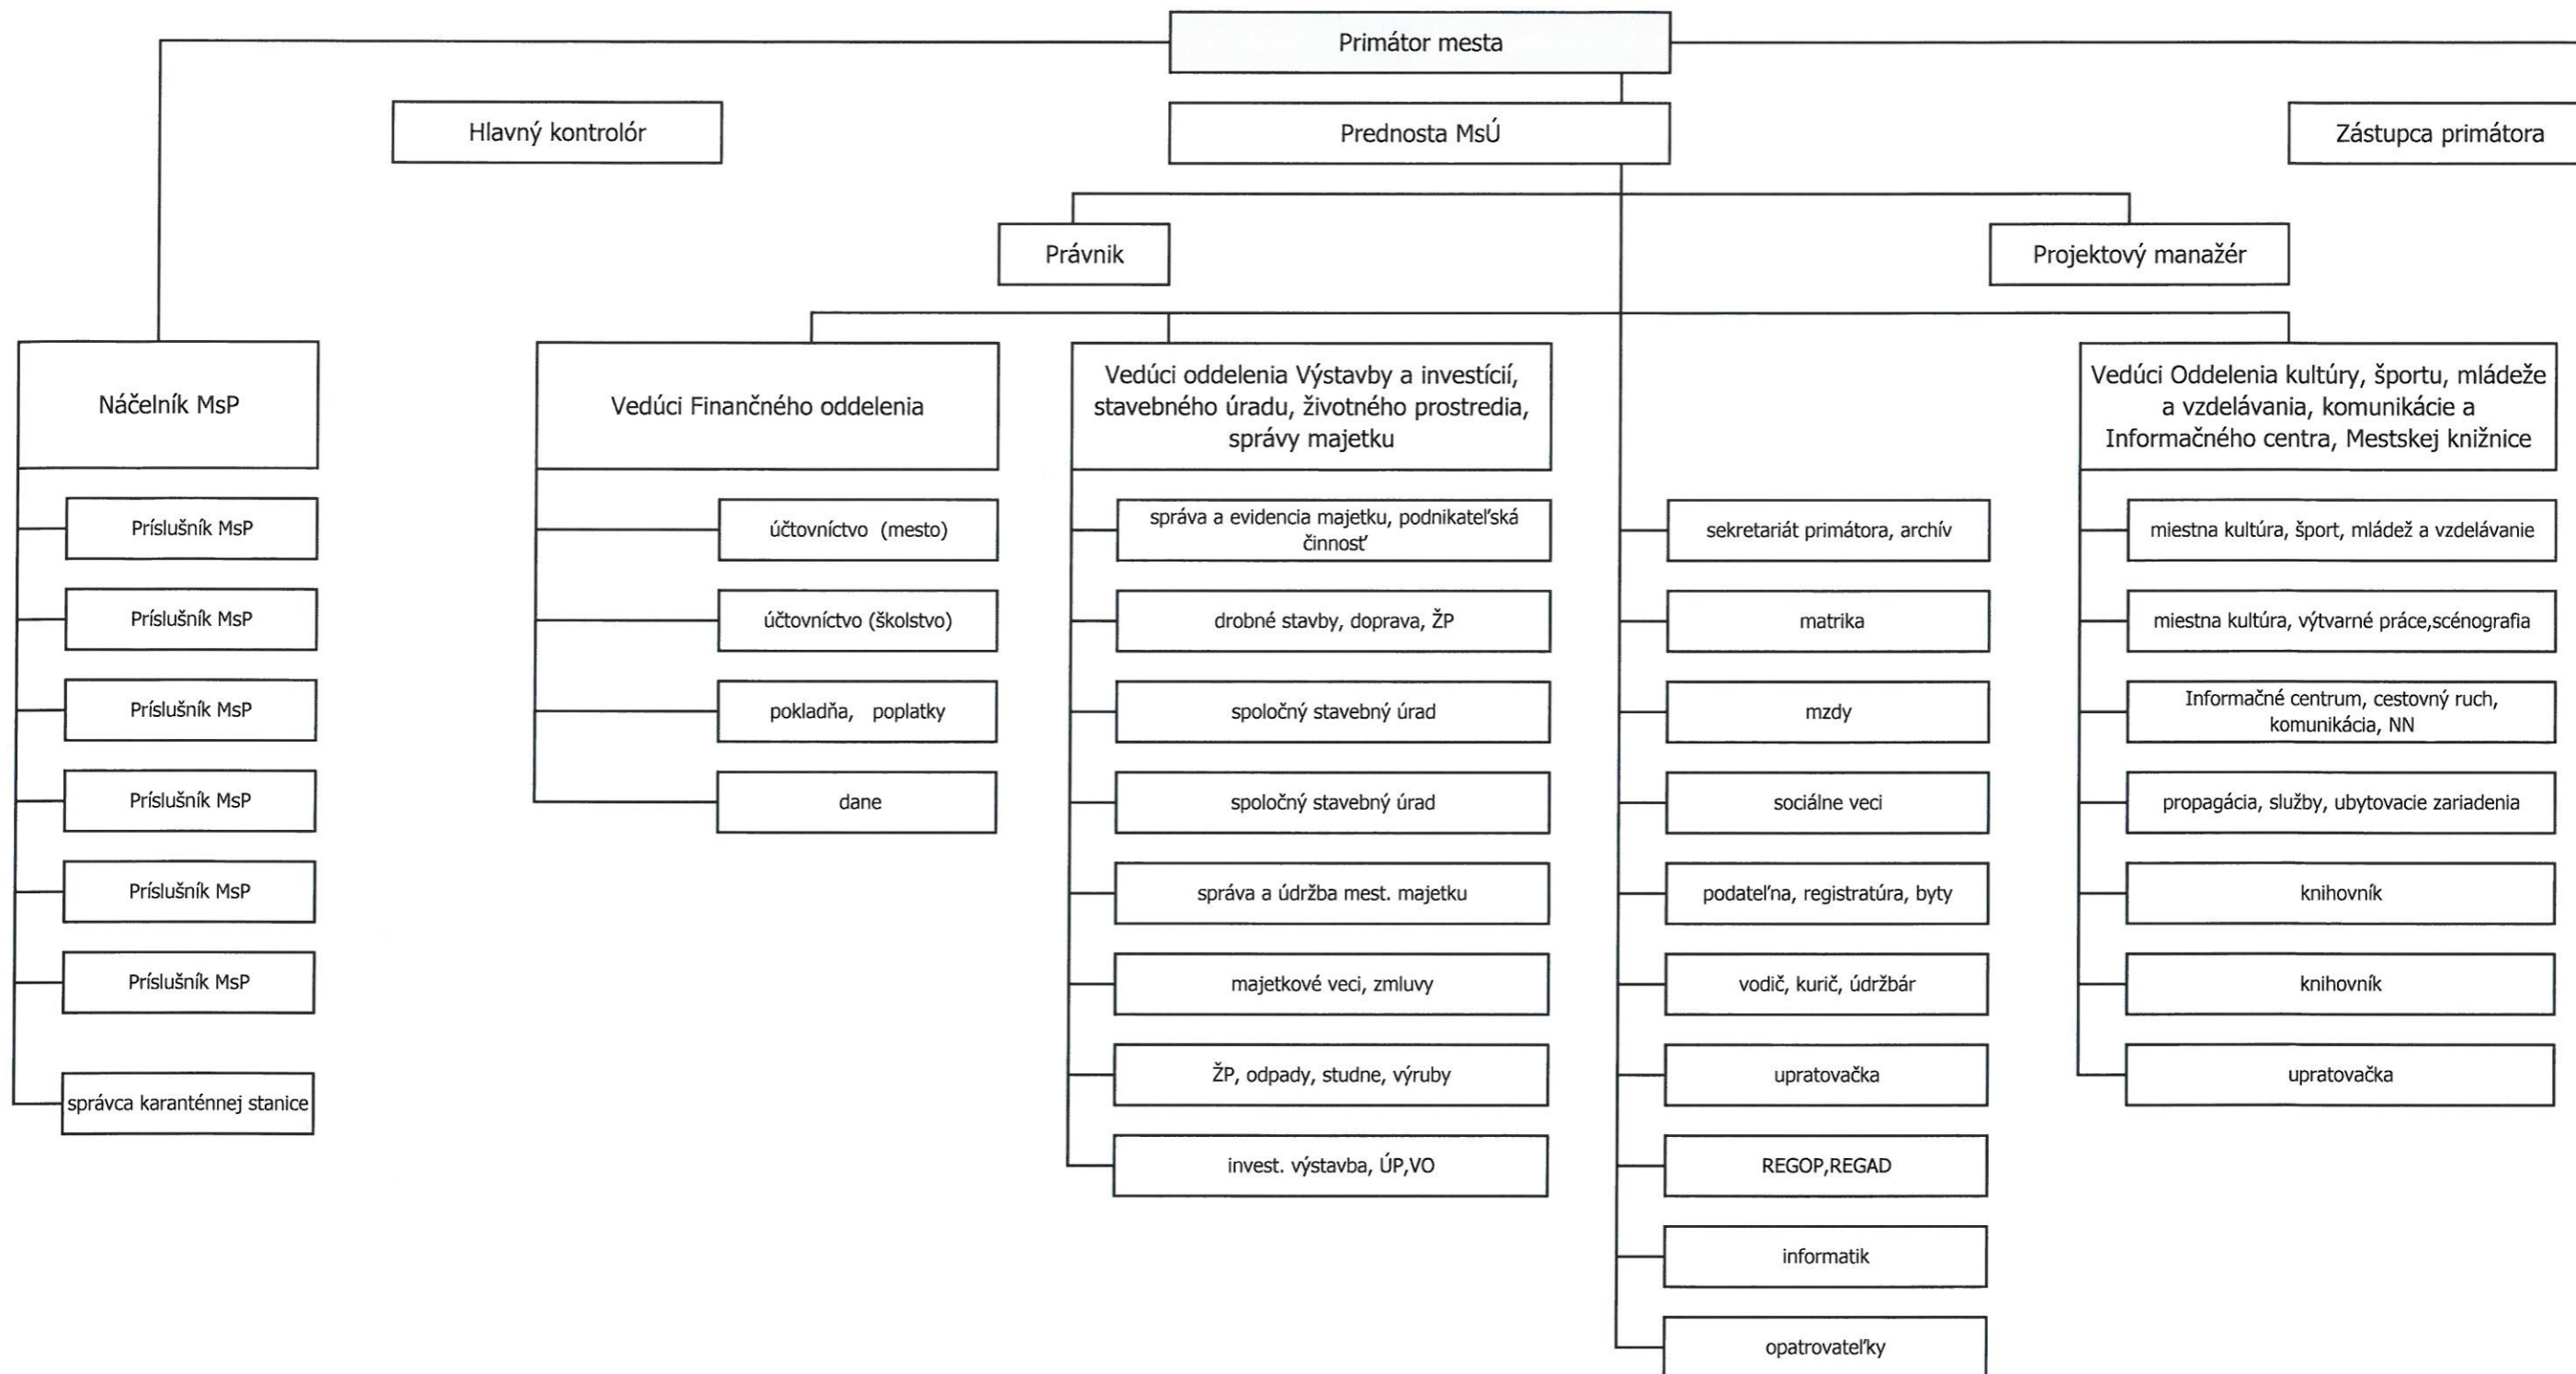 Primátor mesta
Hlavný kontrolór
Prednosta MsÚ
Zástupca primátora
Právnik
Projektový manažér
Náčelník MsP
Príslušník MsP
Príslušník MsP
Príslušník MsP
Príslušník MsP
Príslušník MsP
Príslušník MsP
správca karanténnej stanice
Vedúci Finančného oddelenia
účtovníctvo (mesto)
účtovníctvo (školstvo)
pokladňa, poplatky
dane
Vedúci oddelenia Výstavby a investícií,
stavebného úradu, životného prostredia,
správy majetku
správa a evidencia majetku, podnikateľská
činnosť
drobné stavby, doprava, ŽP
spoločný stavebný úrad
spoločný stavebný úrad
správa a údržba mest. majetku
majetkové veci, zmluvy
ŽP, odpady, studne, výruby
invest. výstavba, ÚP,VO
sekretariát primátora, archív
matrika
mzdy
sociálne veci
podateľna, registratúra, byty
vodič, kurič, údržbár
upratovačka
REGOP,REGAD
informatik
opatrovateľky
Vedúci Oddelenia kultúry, športu, mládeže
a vzdelávania, komunikácie a
Informačného centra, Mestskej knižnice
miestna kultúra, šport, mládež a vzdelávanie
miestna kultúra, výtvarné práce,scénografia
Informačné centrum, cestovný ruch,
komunikácia, NN
propagácia, služby, ubytovacie zariadenia
knihovník
knihovník
upratovačka